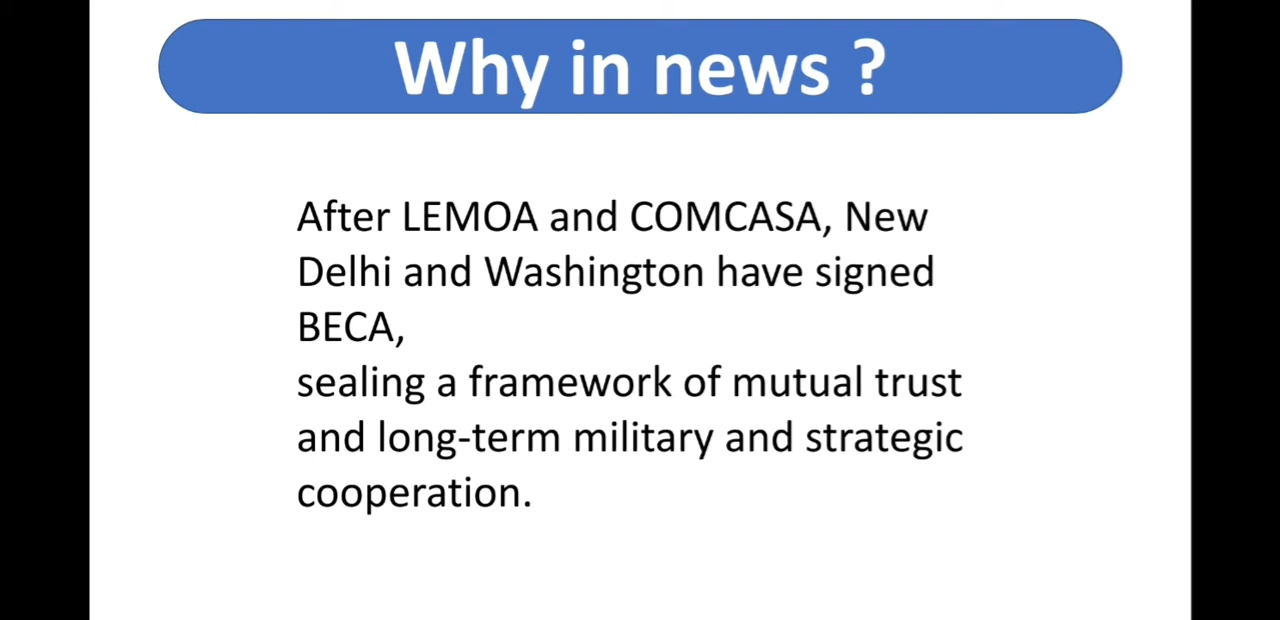 Why in news ?
After LEMOA and COMCASA, New
Delhi and Washington have signed
BECA,
sealing a framework of mutual trust
and long-term military and strategic
cooperation.